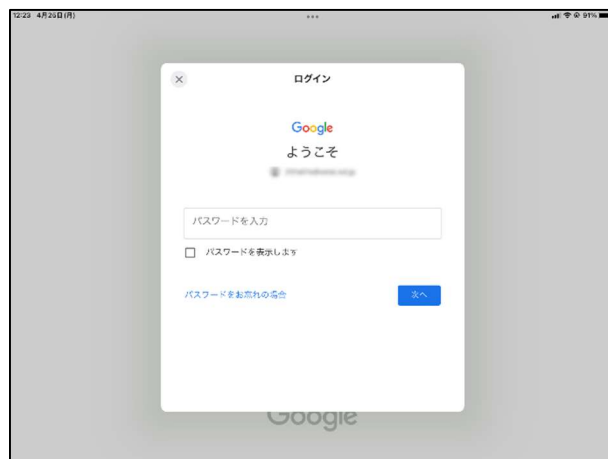 12:23 4月26日(月)
91%
ログイン
Google
ようこそ
パスワードを入力
パスワードを表示します
パスワードをお忘れの場合
次へ
Google